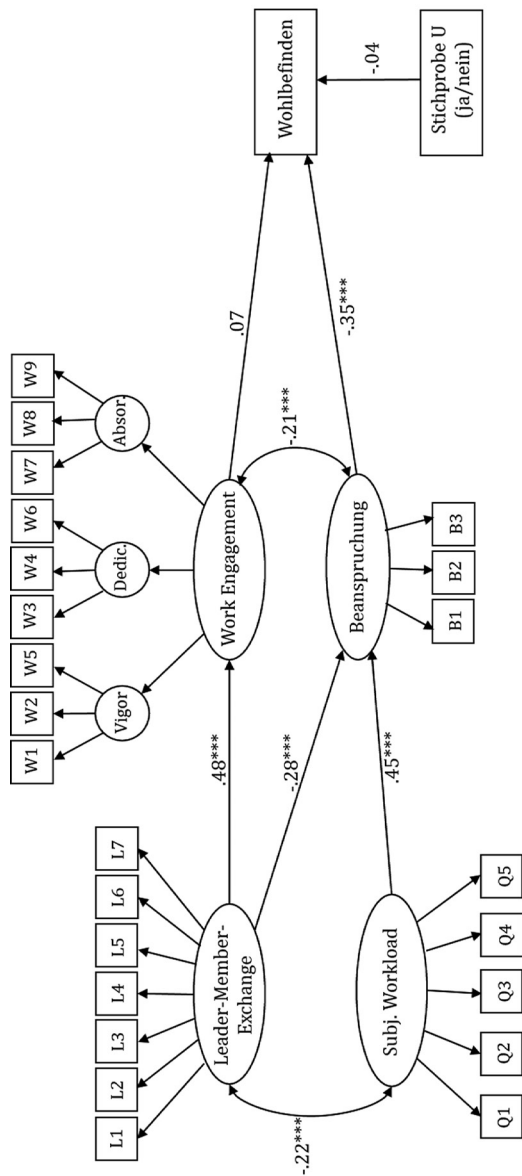 W1
W2
W5
W3
W4
W6
W7
W8
W9
Vigor
Dedic.
Absor.
L1
L2
L3
L4
L5
L6
L7
Leader-Member-
Exchange
.48***
Work Engagement
.07
Wohlbefinden
-.22***
-.28***
-.21***
-.35***
-.04
Stichprobe U
(ja/nein)
Subj. Workload
.45***
Beanspruchung
Q1
Q2
Q3
Q4
Q5
B1
B2
B3